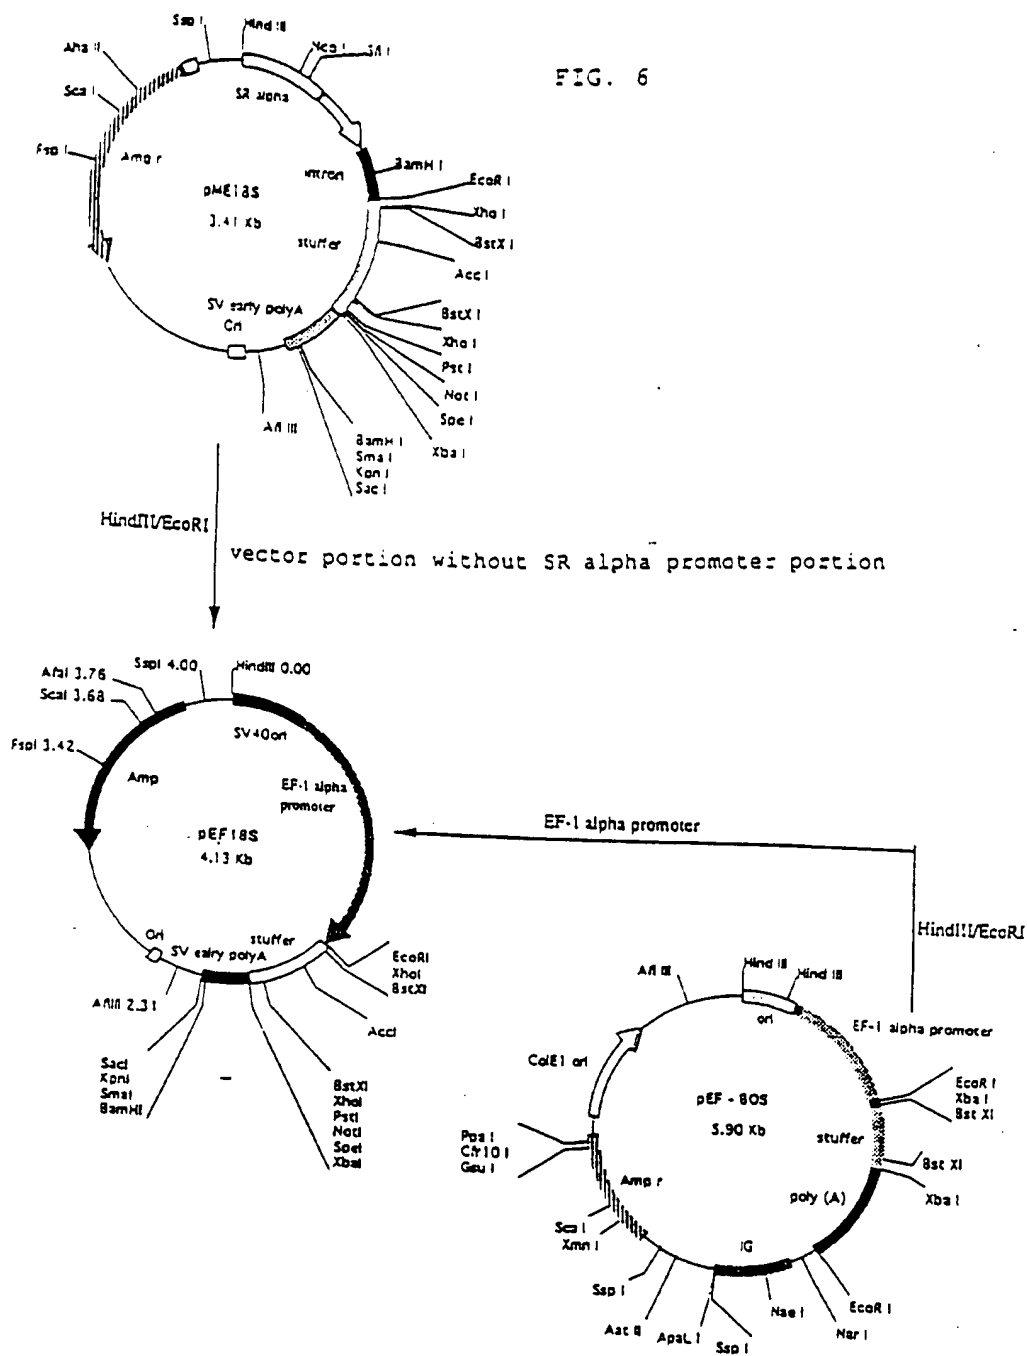 FIG. 6
Ssp I
Hind III
Nco I
Sfi I
Aha II
Sca I
Fsp I
SR alpha
Amp r
intron
BamH I
EcoR I
pME18S
3.41 Kb
Xho I
BstX I
stuffer
Acc I
SV early polyA
Ori
BstX I
Xho I
Pst I
Not I
Spe I
Xba I
Afl III
BamH I
Sma I
Kpn I
Sac I
HindIII/EcoRI
vector portion without SR alpha promoter portion
AfaI 3.76
SspI 4.00
HindIII 0.00
ScaI 3.68
FspI 3.42
SV40ori
Amp
EF-1 alpha
promoter
pEF18S
4.13 Kb
EF-1 alpha promoter
HindIII/EcoRI
Ori
SV ealry polyA
stuffer
EcoRI
XhoI
BstXI
AccI
AflIII 2.31
SacI
KpnI
SmaI
BamHI
BstXI
XhoI
PstI
NotI
SpeI
XbaI
Afl III
Hind III
Hind III
ori
EF-1 alpha promoter
ColE1 ori
pEF - BOS
5.90 Kb
EcoR I
Xba I
Bst XI
stuffer
Bst XI
Xba I
poly (A)
Cfr10 I
Gsu I
Amp r
Sca I
Xmn I
IG
Ssp I
Aat II
ApaL I
Ssp I
Nae I
Nar I
EcoR I